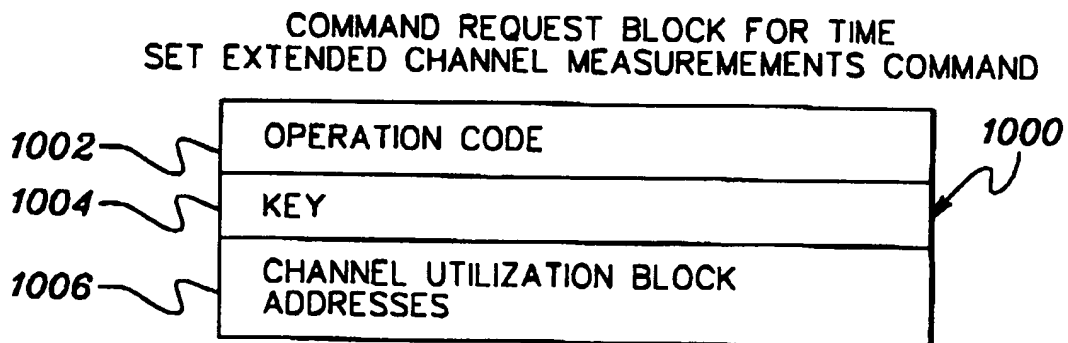 COMMAND REQUEST BLOCK FOR TIME
SET EXTENDED CHANNEL MEASUREMEMENTS COMMAND
1002
OPERATION CODE
1000
1004
KEY
1006
CHANNEL UTILIZATION BLOCK
ADDRESSES